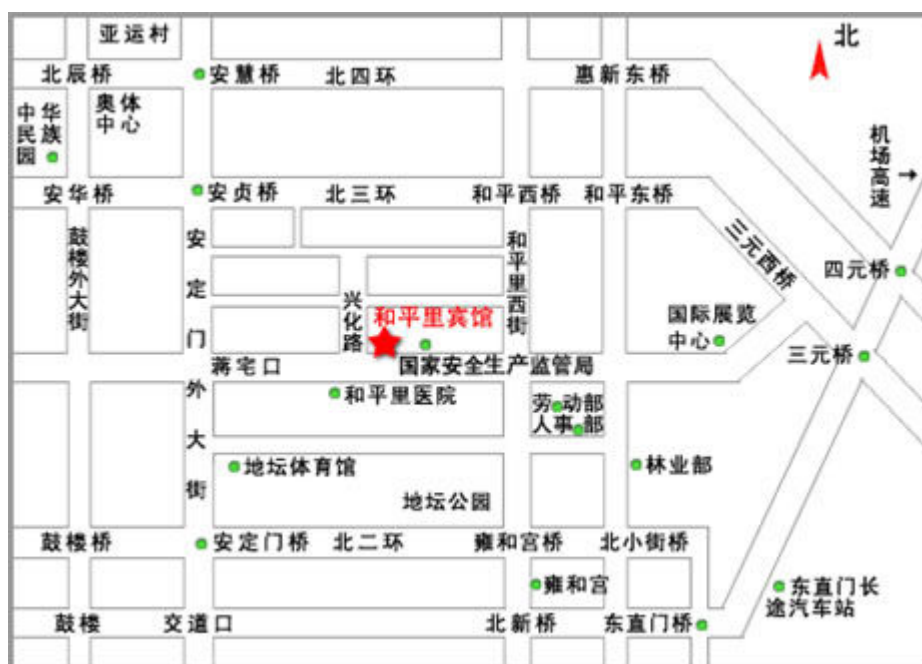 亚运村
北
北辰桥
安慧桥
北四环
惠新东桥
中华
民族
园
奥体
中心
机场高速
安华桥
安贞桥
北三环
和平西桥
和平东桥
鼓楼外大街
安定门外大街
兴化路
和平里西街
三元西桥
四元桥
和平里宾馆
国际展览
中心
三元桥
蒋宅口
国家安全生产监管局
和平里医院
劳动部
人事部
地坛体育馆
林业部
地坛公园
鼓楼桥
安定门桥
北二环
雍和宫桥
北小街桥
雍和宫
东直门长
途汽车站
鼓楼
交道口
北新桥
东直门桥